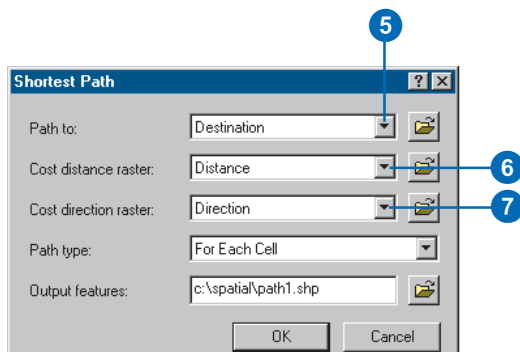 5
Shortest Path
Path to: Destination
Cost distance raster: Distance 6
Cost direction raster: Direction 7
Path type: For Each Cell
Output features: c:\spatial\path1.shp
OK Cancel